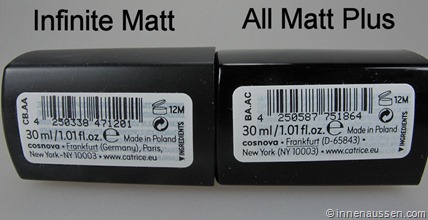 Infinite Matt
CB.AA
4 250338 471201
12M
30 ml/1.01 fl.oz. e Made in Poland
cosnova • Frankfurt (Germany), Paris,
New York - NY 10003 • www.catrice.eu
INGREDIENTS
All Matt Plus
BA.AC
4 250587 751864
12M
30 ml/1.01 fl.oz. e Made in Poland
cosnova • Frankfurt (D-65843) •
New York (NY 10003) • www.catrice.eu
INGREDIENTS
© innenaussen.com